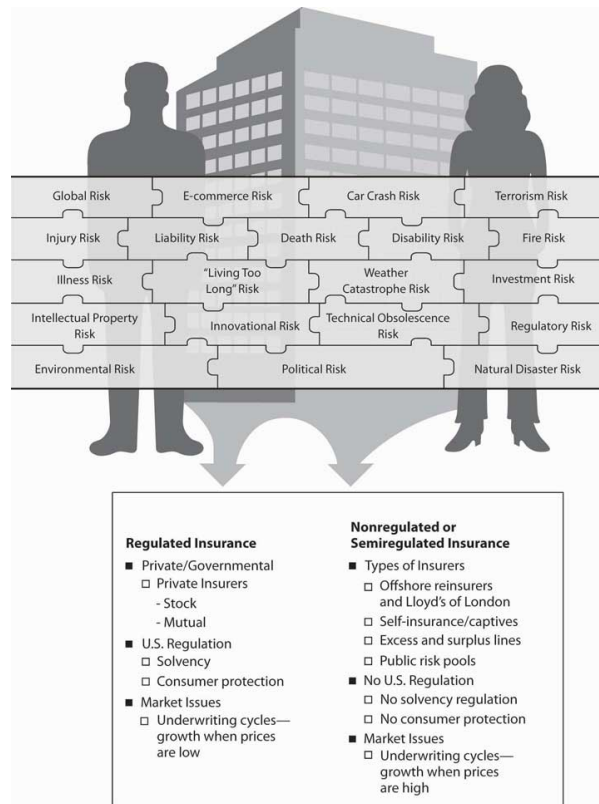 Global Risk
E-commerce Risk
Car Crash Risk
Terrorism Risk
Injury Risk
Liability Risk
Death Risk
Disability Risk
Fire Risk
Illness Risk
“Living Too
Long” Risk
Weather
Catastrophe Risk
Investment Risk
Intellectual Property
Risk
Innovational Risk
Technical Obsolescence
Risk
Regulatory Risk
Environmental Risk
Political Risk
Natural Disaster Risk
Regulated Insurance
■ Private/Governmental
□ Private Insurers
- Stock
- Mutual
■ U.S. Regulation
□ Solvency
□ Consumer protection
■ Market Issues
□ Underwriting cycles—
growth when prices
are low
Nonregulated or
Semiregulated Insurance
■ Types of Insurers
□ Offshore reinsurers
and Lloyd’s of London
□ Self-insurance/captives
□ Excess and surplus lines
□ Public risk pools
■ No U.S. Regulation
□ No solvency regulation
□ No consumer protection
■ Market Issues
□ Underwriting cycles—
growth when prices
are high